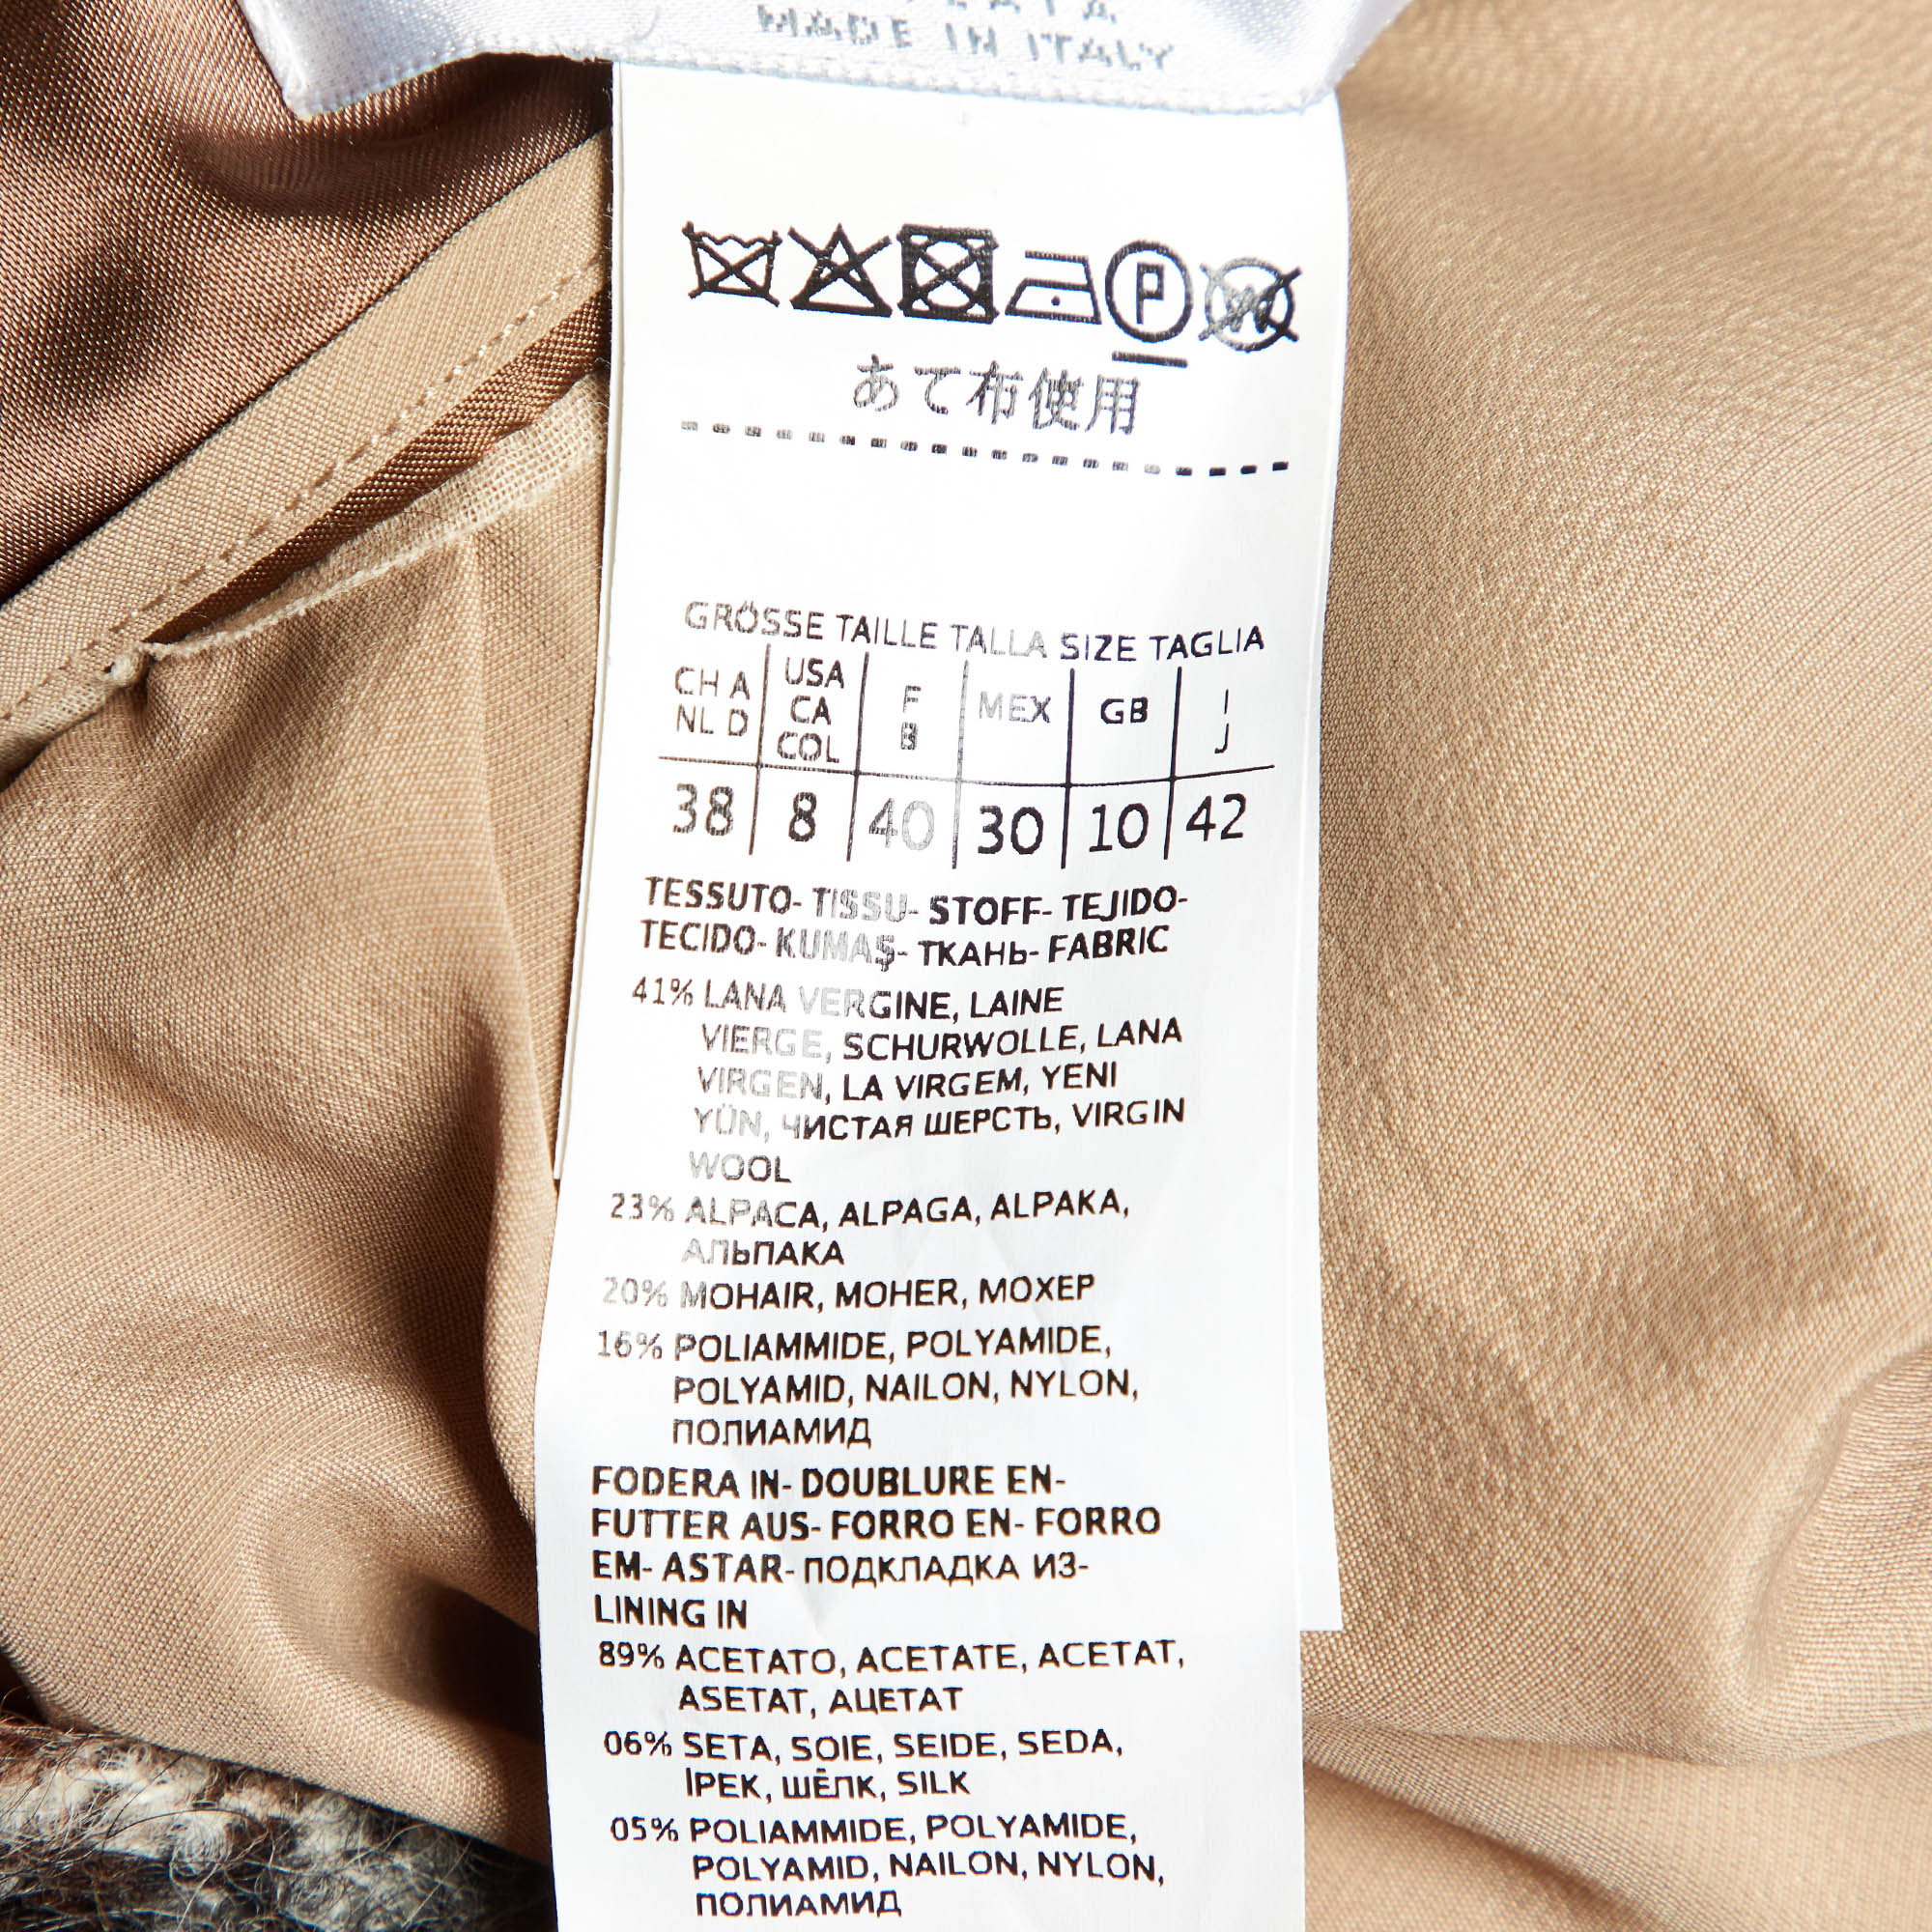 MADE IN ITALY
P
W
あて布使用
GRÖSSE TAILLE TALLA SIZE TAGLIA
CH A NL D USA CA COL F B MEX GB I J
38 8 40 30 10 42
TESSUTO- TISSU- STOFF- TEJIDO-
TECIDO- KUMAŞ- ТКАНЬ- FABRIC
41% LANA VERGINE, LAINE
VIERGE, SCHURWOLLE, LANA
VIRGEN, LA VIRGEM, YENI
YÜN, ЧИСТАЯ ШЕРСТЬ, VIRGIN
WOOL
23% ALPACA, ALPAGA, ALPAKA,
АЛЬПАКА
20% MOHAIR, MOHER, МОХЕР
16% POLIAMMIDE, POLYAMIDE,
POLYAMID, NAILON, NYLON,
ПОЛИАМИД
FODERA IN- DOUBLURE EN-
FUTTER AUS- FORRO EN- FORRO
EM- ASTAR- ПОДКЛАДКА ИЗ-
LINING IN
89% ACETATO, ACETATE, ACETAT,
ASETAT, АЦЕТАТ
06% SETA, SOIE, SEIDE, SEDA,
IPEK, ШЁЛК, SILK
05% POLIAMMIDE, POLYAMIDE,
POLYAMID, NAILON, NYLON,
ПОЛИАМИД